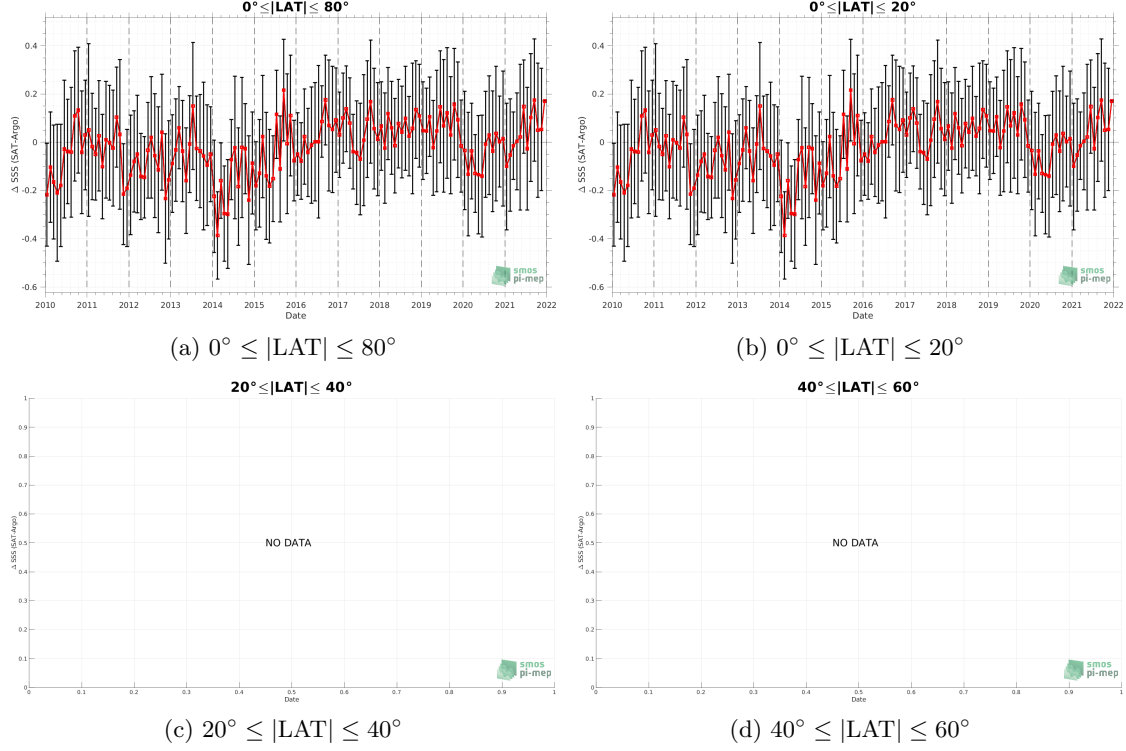 0°≤|LAT|≤ 80°
Δ SSS (SAT-Argo)
0.4
0.2
0
-0.2
-0.4
-0.6
2010 2011 2012 2013 2014 2015 2016 2017 2018 2019 2020 2021 2022
Date
smos
pi-mep
(a) 0° ≤ |LAT| ≤ 80°
0°≤|LAT|≤ 20°
Δ SSS (SAT-Argo)
0.4
0.2
0
-0.2
-0.4
-0.6
2010 2011 2012 2013 2014 2015 2016 2017 2018 2019 2020 2021 2022
Date
smos
pi-mep
(b) 0° ≤ |LAT| ≤ 20°
20°≤|LAT|≤ 40°
Δ SSS (SAT-Argo)
1
0.9
0.8
0.7
0.6
0.5
0.4
0.3
0.2
0.1
0
NO DATA
0 0.1 0.2 0.3 0.4 0.5 0.6 0.7 0.8 0.9 1
Date
smos
pi-mep
(c) 20° ≤ |LAT| ≤ 40°
40°≤|LAT|≤ 60°
Δ SSS (SAT-Argo)
1
0.9
0.8
0.7
0.6
0.5
0.4
0.3
0.2
0.1
0
NO DATA
0 0.1 0.2 0.3 0.4 0.5 0.6 0.7 0.8 0.9 1
Date
smos
pi-mep
(d) 40° ≤ |LAT| ≤ 60°